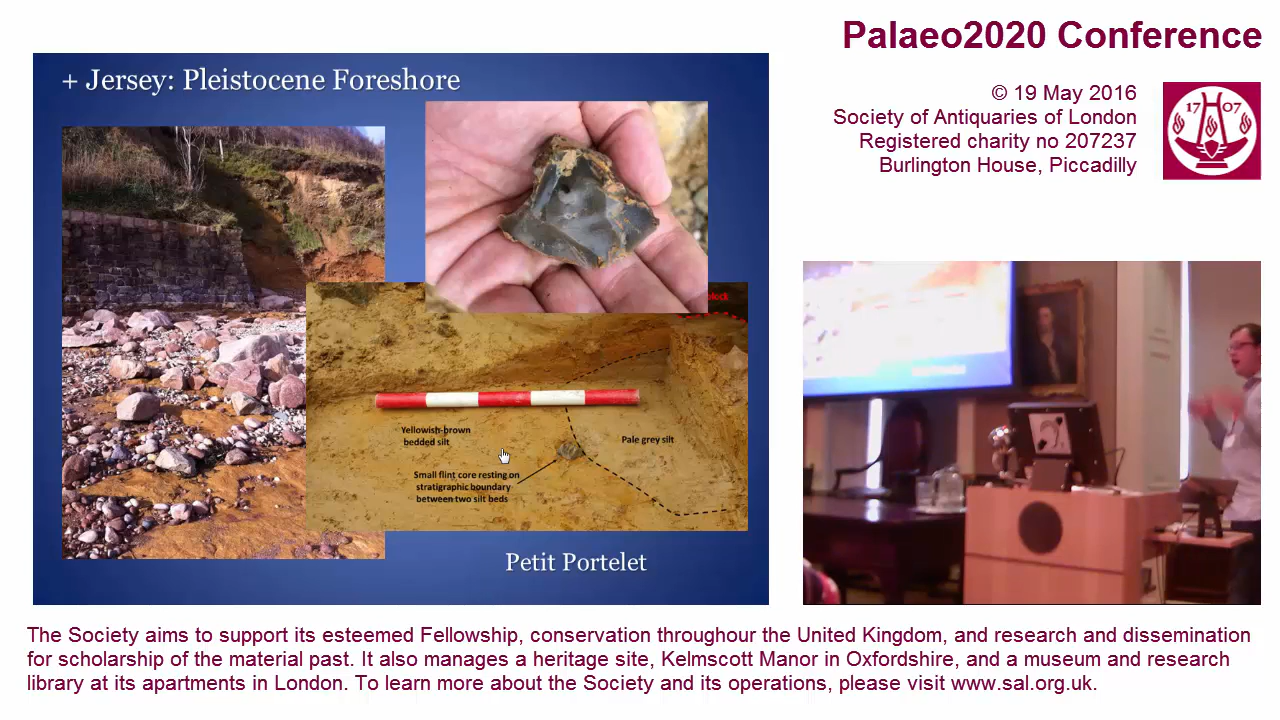 Palaeo2020 Conference
© 19 May 2016
Society of Antiquaries of London
Registered charity no 207237
Burlington House, Piccadilly
17 07
+ Jersey: Pleistocene Foreshore
Yellowish-brown
bedded silt
Pale grey silt
Small flint core resting on
stratigraphic boundary
between two silt beds
Petit Portelet
The Society aims to support its esteemed Fellowship, conservation throughour the United Kingdom, and research and dissemination
for scholarship of the material past. It also manages a heritage site, Kelmscott Manor in Oxfordshire, and a museum and research
library at its apartments in London. To learn more about the Society and its operations, please visit www.sal.org.uk.